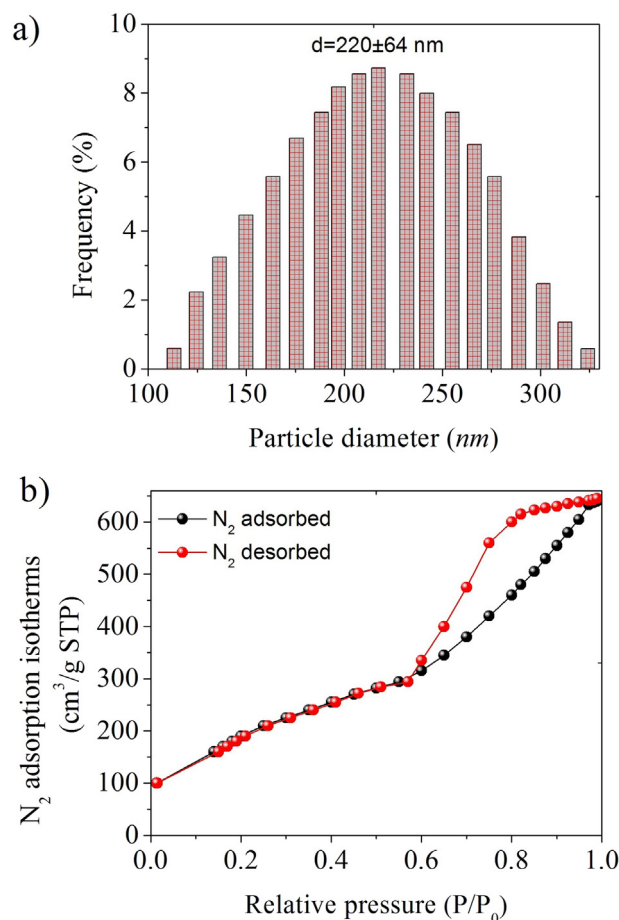 a)
d=220±64 nm
Frequency (%)
10
8
6
4
2
0
100
150
200
250
300
Particle diameter (nm)
b)
N₂ adsorbed
N₂ desorbed
N₂ adsorption isotherms
(cm³/g STP)
600
500
400
300
200
100
0
0.0
0.2
0.4
0.6
0.8
1.0
Relative pressure (P/P₀)